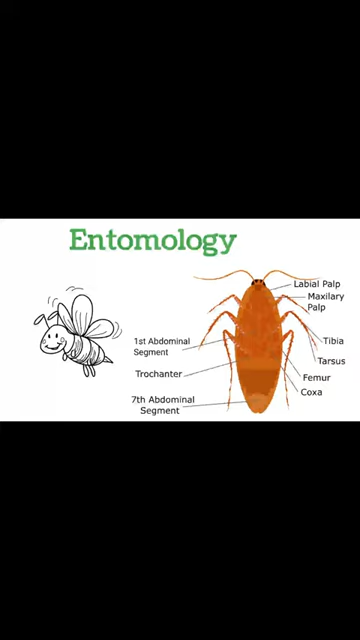 Entomology
Labial Palp
Maxilary
Palp
1st Abdominal
Segment
Tibia
Trochanter
Tarsus
Femur
Coxa
7th Abdominal
Segment